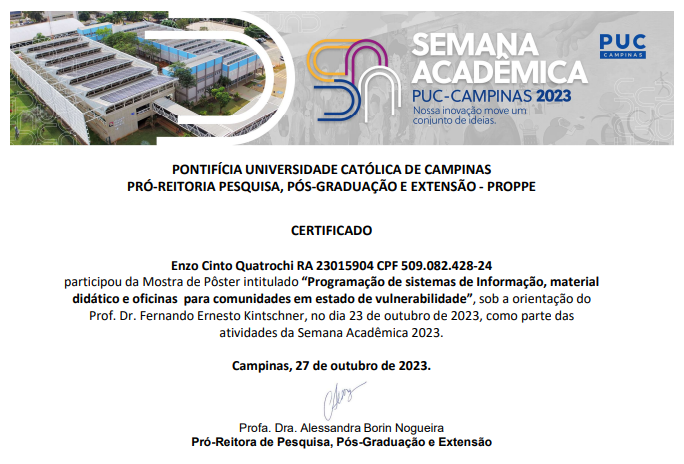 SEMANA
ACADÊMICA
PUC-CAMPINAS 2023
Nossa inovação move um
conjunto de ideias.
PUC
CAMPINAS
PONTIFÍCIA UNIVERSIDADE CATÓLICA DE CAMPINAS
PRÓ-REITORIA PESQUISA, PÓS-GRADUAÇÃO E EXTENSÃO - PROPPE
CERTIFICADO
Enzo Cinto Quatrochi RA 23015904 CPF 509.082.428-24
participou da Mostra de Pôster intitulado “Programação de sistemas de Informação, material
didático e oficinas para comunidades em estado de vulnerabilidade”, sob a orientação do
Prof. Dr. Fernando Ernesto Kintschner, no dia 23 de outubro de 2023, como parte das
atividades da Semana Acadêmica 2023.
Campinas, 27 de outubro de 2023.
Profa. Dra. Alessandra Borin Nogueira
Pró-Reitora de Pesquisa, Pós-Graduação e Extensão